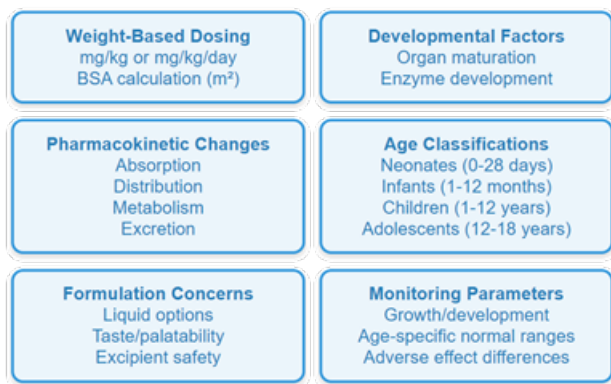 Weight-Based Dosing
mg/kg or mg/kg/day
BSA calculation (m²)
Developmental Factors
Organ maturation
Enzyme development
Pharmacokinetic Changes
Absorption
Distribution
Metabolism
Excretion
Age Classifications
Neonates (0-28 days)
Infants (1-12 months)
Children (1-12 years)
Adolescents (12-18 years)
Formulation Concerns
Liquid options
Taste/palatability
Excipient safety
Monitoring Parameters
Growth/development
Age-specific normal ranges
Adverse effect differences